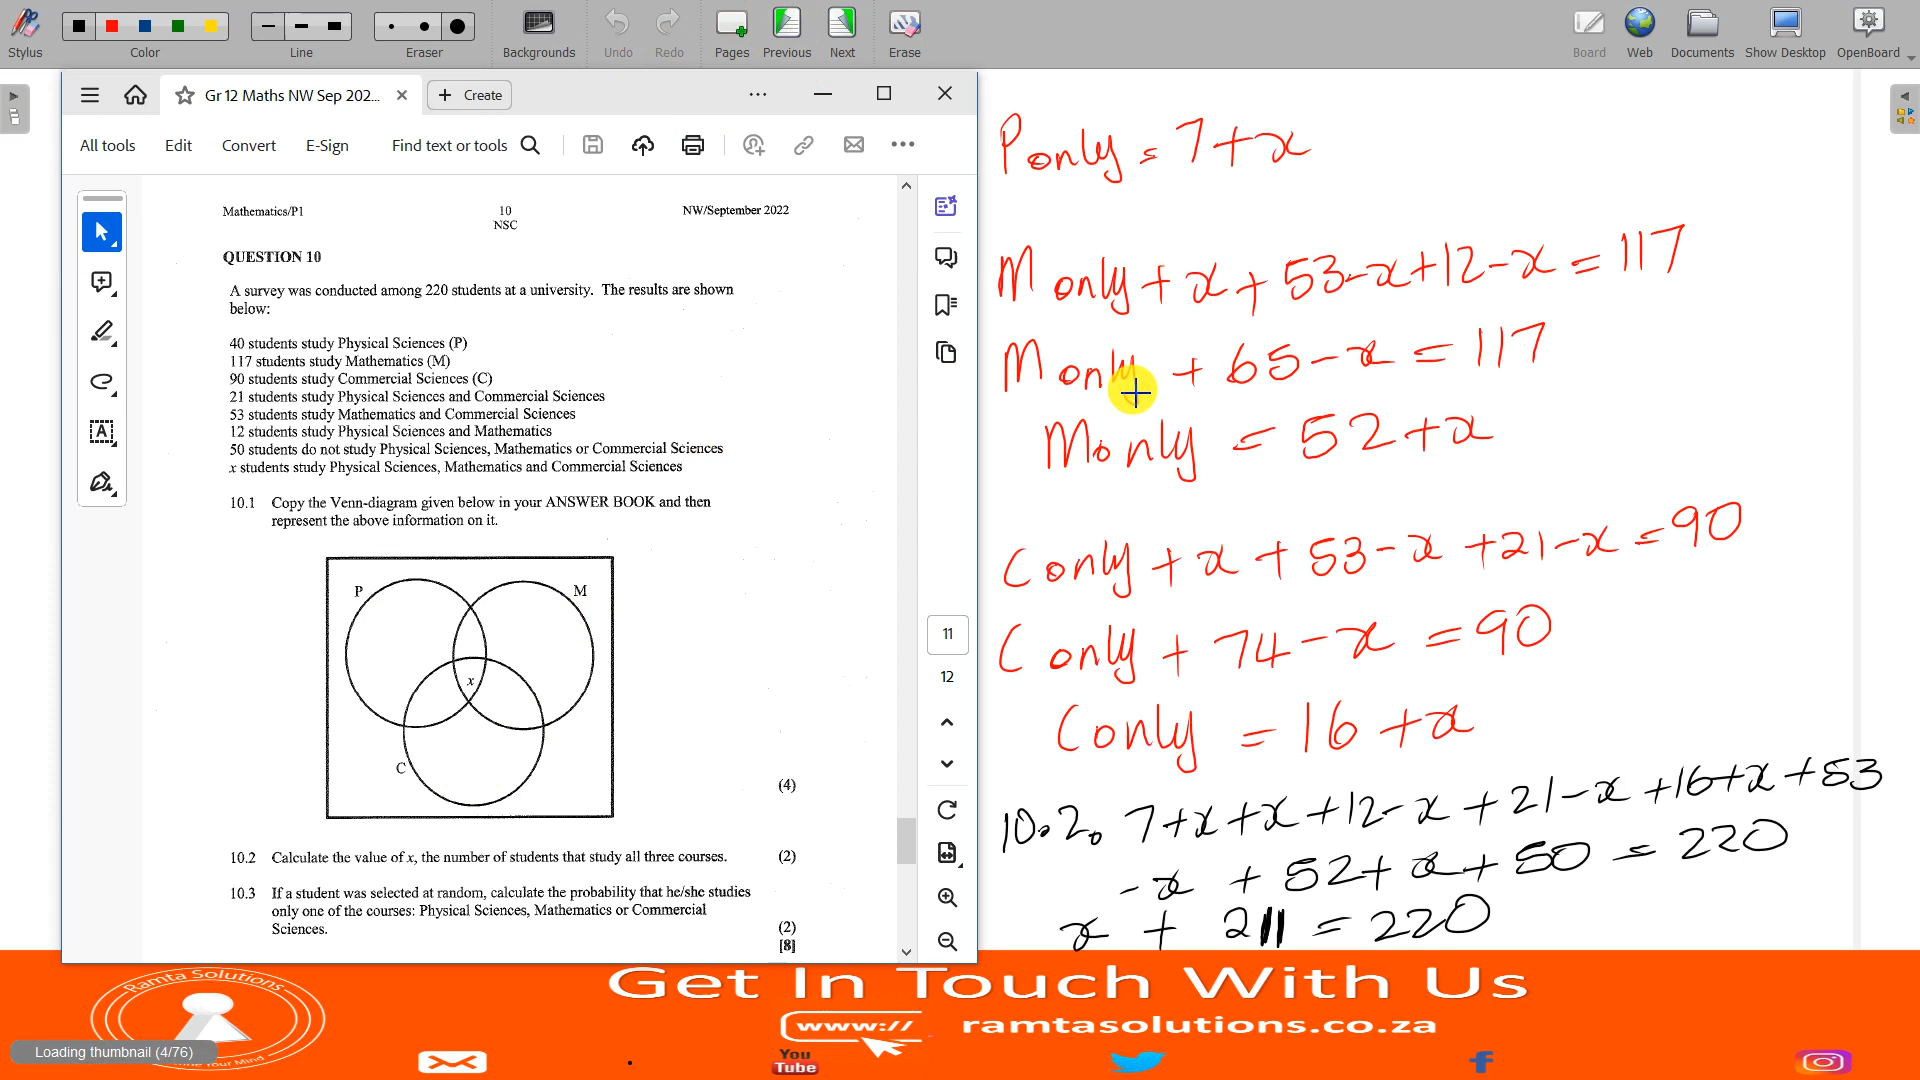 Stylus
Color
Line
Eraser
Backgrounds
Undo
Redo
Pages
Previous
Next
Erase
Board
Web
Documents
Show Desktop
OpenBoard
Gr 12 Maths NW Sep 202...
Create
All tools
Edit
Convert
E-Sign
Find text or tools
Mathematics/P1
10
NSC
NW/September 2022
QUESTION 10
A survey was conducted among 220 students at a university. The results are shown
below:
40 students study Physical Sciences (P)
117 students study Mathematics (M)
90 students study Commercial Sciences (C)
21 students study Physical Sciences and Commercial Sciences
53 students study Mathematics and Commercial Sciences
12 students study Physical Sciences and Mathematics
50 students do not study Physical Sciences, Mathematics or Commercial Sciences
x students study Physical Sciences, Mathematics and Commercial Sciences
10.1 Copy the Venn-diagram given below in your ANSWER BOOK and then
represent the above information on it.
P
M
x
C
(4)
10.2 Calculate the value of x, the number of students that study all three courses. (2)
10.3 If a student was selected at random, calculate the probability that he/she studies
only one of the courses: Physical Sciences, Mathematics or Commercial
Sciences. (2)
[8]
11
12
P only = 7+x
M only + x + 53-x+12-x = 117
M only + 65-x = 117
M only = 52+x
C only + x + 53-x +21-x = 90
C only + 74-x = 90
C only = 16 +x
10.2. 7+x+x+12-x+21-x+16+x+53
-x + 52+x+50 = 220
x + 211 = 220
Get In Touch With Us
www://
ramtasolutions.co.za
Ramta Solutions
Loading thumbnail (4/76)
You
Tube